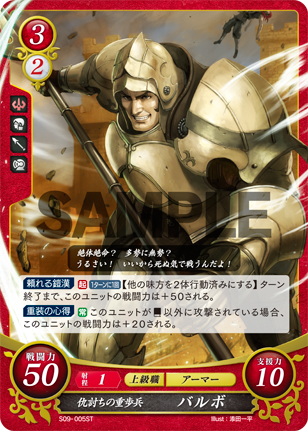 3
2
SAMPLE
絶体絶命? 多勢に無勢?
うるさい! いいから死ぬ気で戦うんだよ!
頼れる鎧漢 起 1ターンに1回 【他の味方を2体行動済みにする】ターン
終了まで、このユニットの戦闘力は+50される。
重装の心得 常 このユニットが 以外に攻撃されている場合、
このユニットの戦闘力は+20される。
戦闘力 50
射程 1 上級職 アーマー
支援力 10
仇討ちの重歩兵 バルボ
S09-005ST
Illust:漆田一平